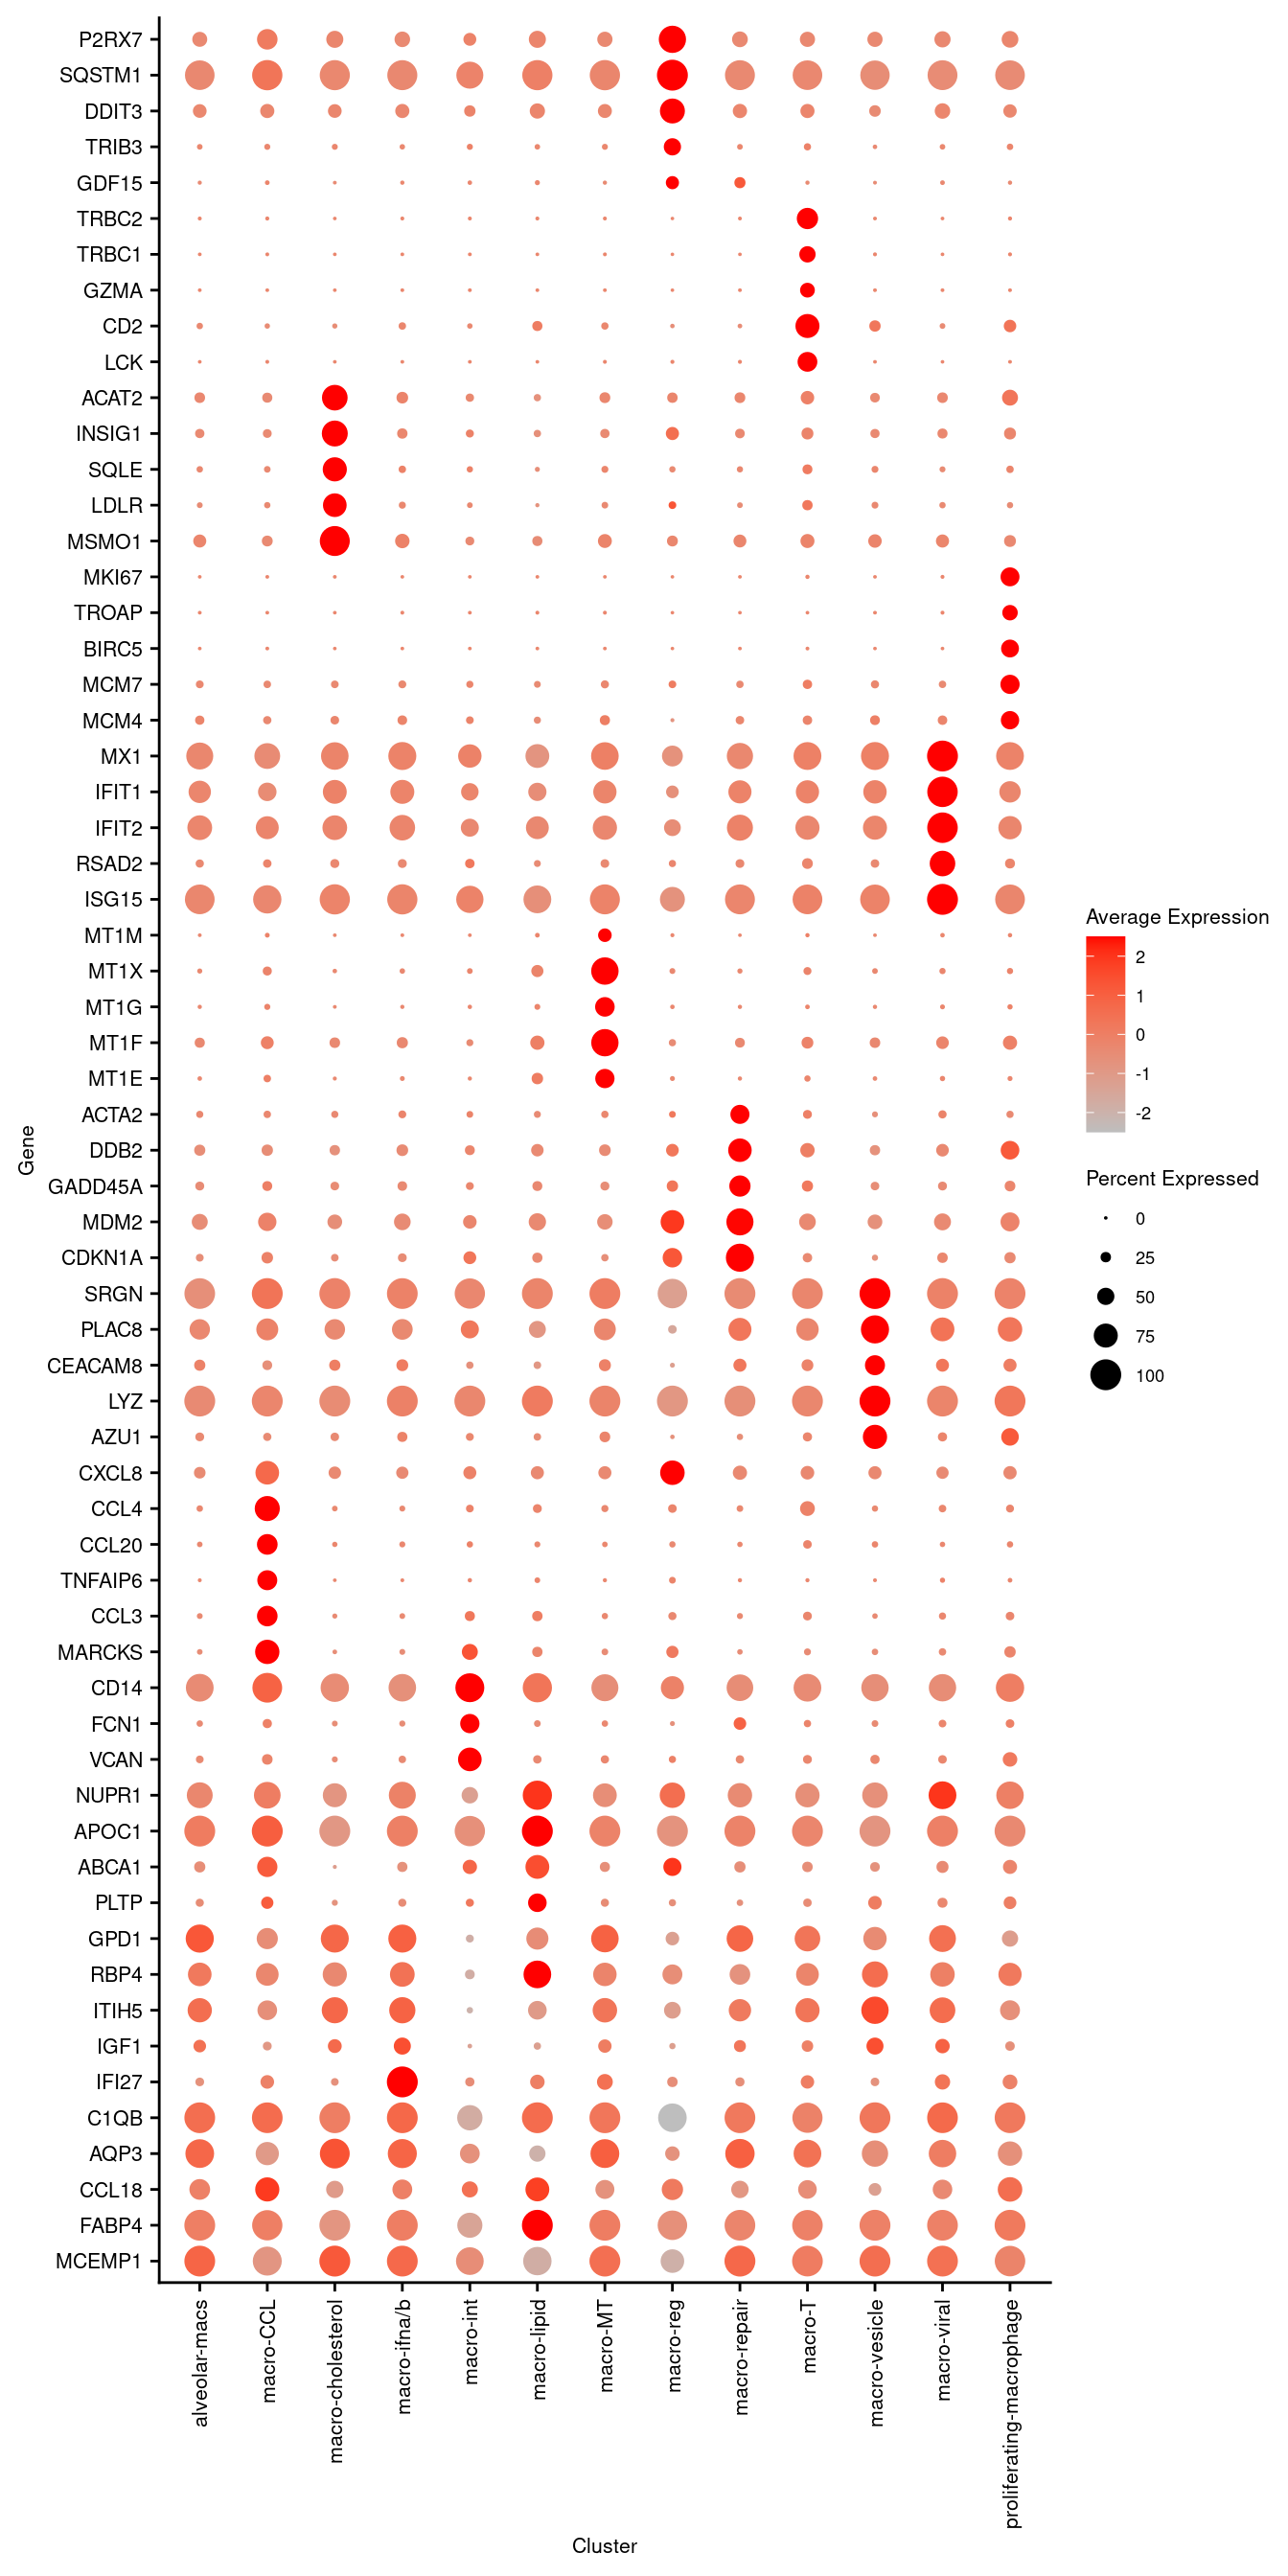 P2RX7
SQSTM1
DDIT3
TRIB3
GDF15
TRBC2
TRBC1
GZMA
CD2
LCK
ACAT2
INSIG1
SQLE
LDLR
MSMO1
MKI67
TROAP
BIRC5
MCM7
MCM4
MX1
IFIT1
IFIT2
RSAD2
ISG15
MT1M
MT1X
MT1G
MT1F
MT1E
ACTA2
DDB2
GADD45A
MDM2
CDKN1A
SRGN
PLAC8
CEACAM8
LYZ
AZU1
CXCL8
CCL4
CCL20
TNFAIP6
CCL3
MARCKS
CD14
FCN1
VCAN
NUPR1
APOC1
ABCA1
PLTP
GPD1
RBP4
ITIH5
IGF1
IFI27
C1QB
AQP3
CCL18
FABP4
MCEMP1
Gene
alveolar-macs
macro-CCL
macro-cholesterol
macro-ifna/b
macro-int
macro-lipid
macro-MT
macro-reg
macro-repair
macro-T
macro-vesicle
macro-viral
proliferating-macrophage
Cluster
Average Expression
2
1
0
-1
-2
Percent Expressed
0
25
50
75
100